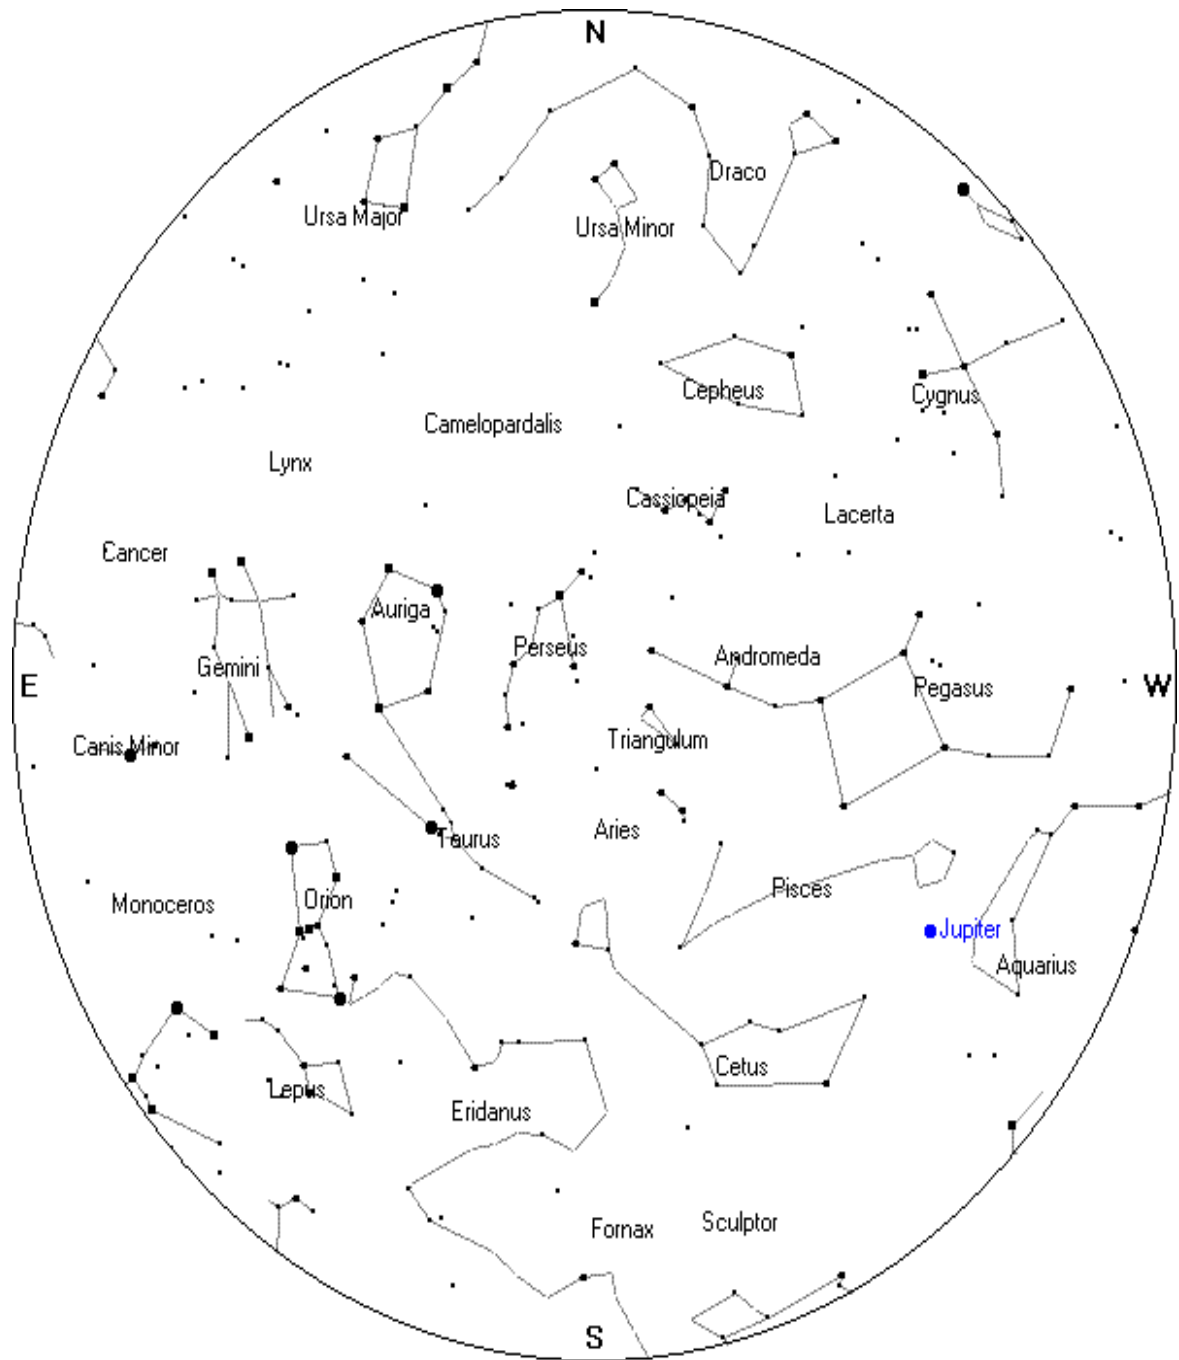 N
Draco
Ursa Major
Ursa Minor
Cepheus
Cygnus
Camelopardalis
Lynx
Cassiopeia
Lacerta
Cancer
Auriga
Perseus
Andromeda
Gemini
Pegasus
E
W
Canis Minor
Triangulum
Taurus
Aries
Pisces
Orion
Monoceros
Jupiter
Aquarius
Cetus
Lepus
Eridanus
Fornax
Sculptor
S